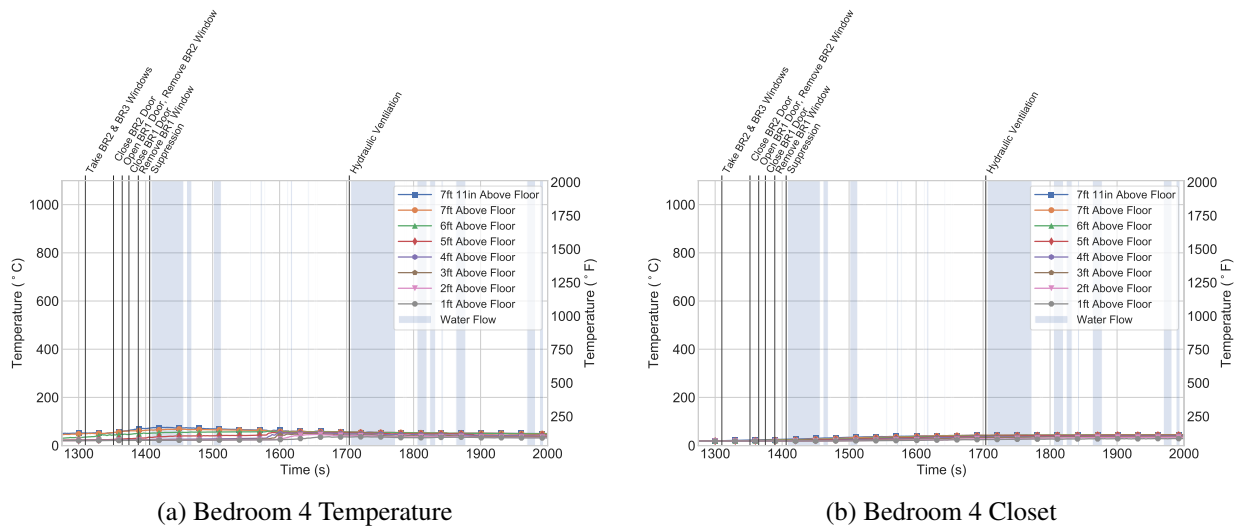 Take BR2 & BR3 Windows
Close BR2 Door
Open BR1 Door, Remove BR2 Window
Close BR1 Door
Remove BR1 Window
Suppression
Hydraulic Ventilation
1000
800
600
400
200
0
Temperature (°C)
2000
1750
1500
1250
1000
750
500
250
Temperature (°F)
7ft 11in Above Floor
7ft Above Floor
6ft Above Floor
5ft Above Floor
4ft Above Floor
3ft Above Floor
2ft Above Floor
1ft Above Floor
Water Flow
1300 1400 1500 1600 1700 1800 1900 2000
Time (s)
(a) Bedroom 4 Temperature
Take BR2 & BR3 Windows
Close BR2 Door
Open BR1 Door, Remove BR2 Window
Close BR1 Door
Remove BR1 Window
Suppression
Hydraulic Ventilation
1000
800
600
400
200
0
Temperature (°C)
2000
1750
1500
1250
1000
750
500
250
Temperature (°F)
7ft 11in Above Floor
7ft Above Floor
6ft Above Floor
5ft Above Floor
4ft Above Floor
3ft Above Floor
2ft Above Floor
1ft Above Floor
Water Flow
1300 1400 1500 1600 1700 1800 1900 2000
Time (s)
(b) Bedroom 4 Closet